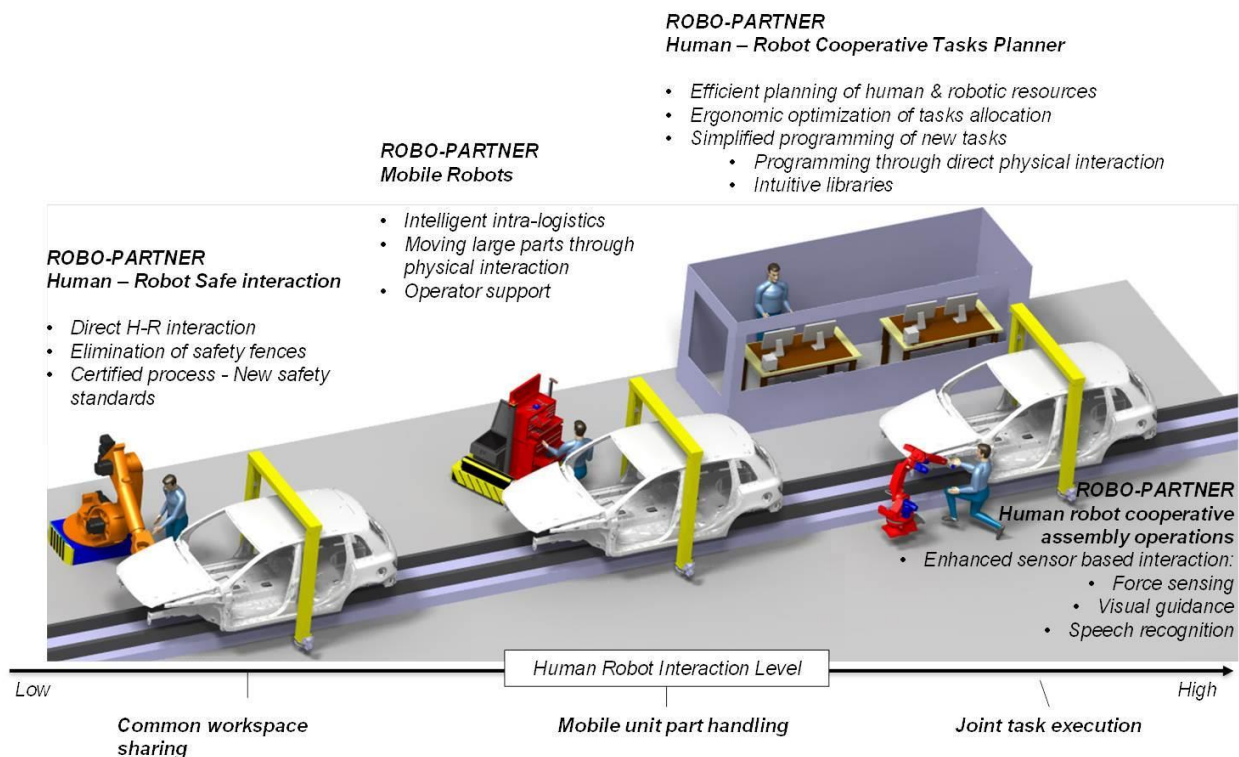 ROBO-PARTNER
Human – Robot Cooperative Tasks Planner
• Efficient planning of human & robotic resources
• Ergonomic optimization of tasks allocation
• Simplified programming of new tasks
• Programming through direct physical interaction
• Intuitive libraries
ROBO-PARTNER
Mobile Robots
• Intelligent intra-logistics
• Moving large parts through
physical interaction
• Operator support
ROBO-PARTNER
Human – Robot Safe interaction
• Direct H-R interaction
• Elimination of safety fences
• Certified process - New safety
standards
ROBO-PARTNER
Human robot cooperative
assembly operations
• Enhanced sensor based interaction:
• Force sensing
• Visual guidance
• Speech recognition
Human Robot Interaction Level
Low
High
Common workspace
sharing
Mobile unit part handling
Joint task execution